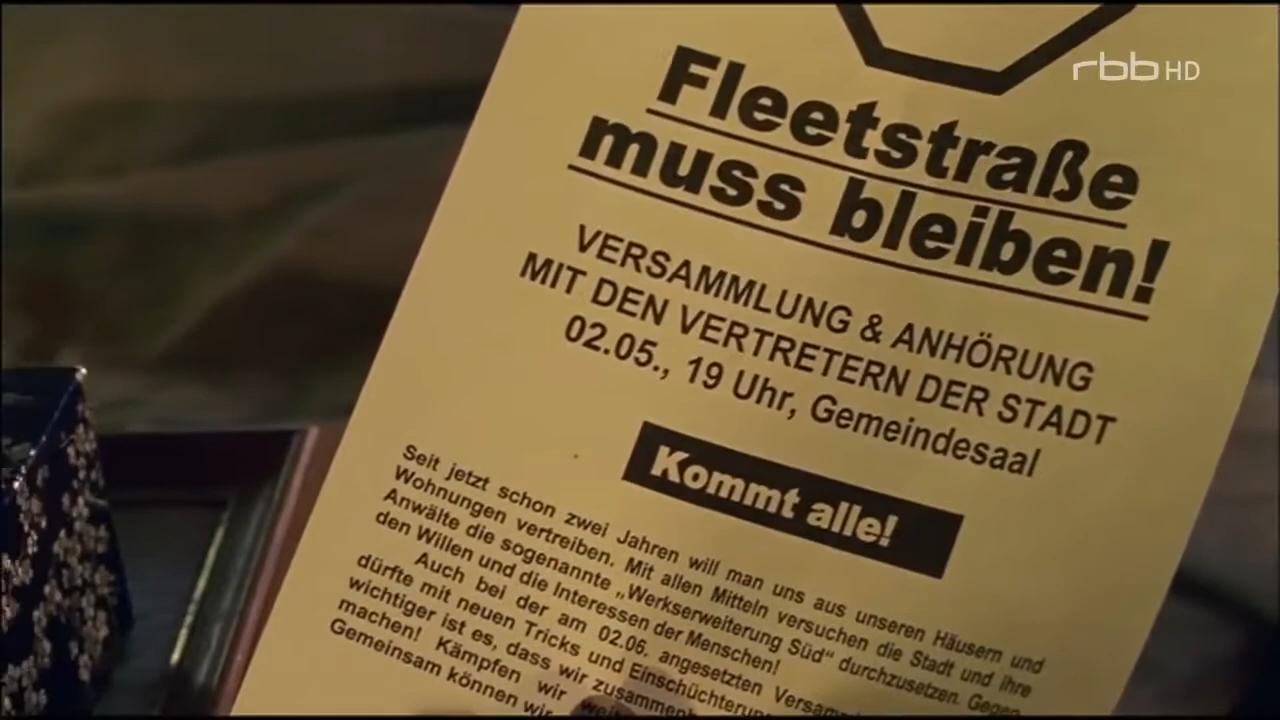 rbb HD
Fleetstraße
muss bleiben!
VERSAMMLUNG & ANHÖRUNG
MIT DEN VERTRETERN DER STADT
02.05., 19 Uhr, Gemeindesaal
Kommt alle!
Seit jetzt schon zwei Jahren will man uns aus unseren Häusern und
Wohnungen vertreiben. Mit allen Mitteln versuchen die Stadt und ihre
Anwälte die sogenannte „Werkserweiterung Süd“ durchzusetzen. Gegen
den Willen und die Interessen der Menschen!
Auch bei der am 02.06. angesetzten
dürfte mit neuen Tricks und
wichtiger ist es, dass wir
machen! Kämpfen wir
Gemeinsam können wir